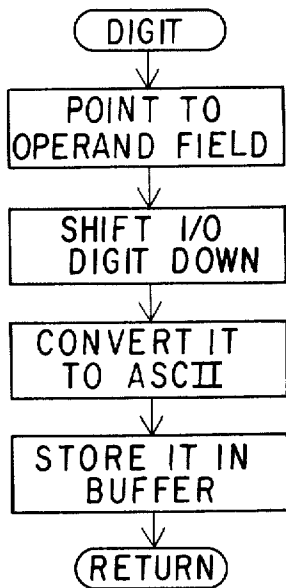 DIGIT
POINT TO
OPERAND FIELD
SHIFT I/O
DIGIT DOWN
CONVERT IT
TO ASCII
STORE IT IN
BUFFER
RETURN